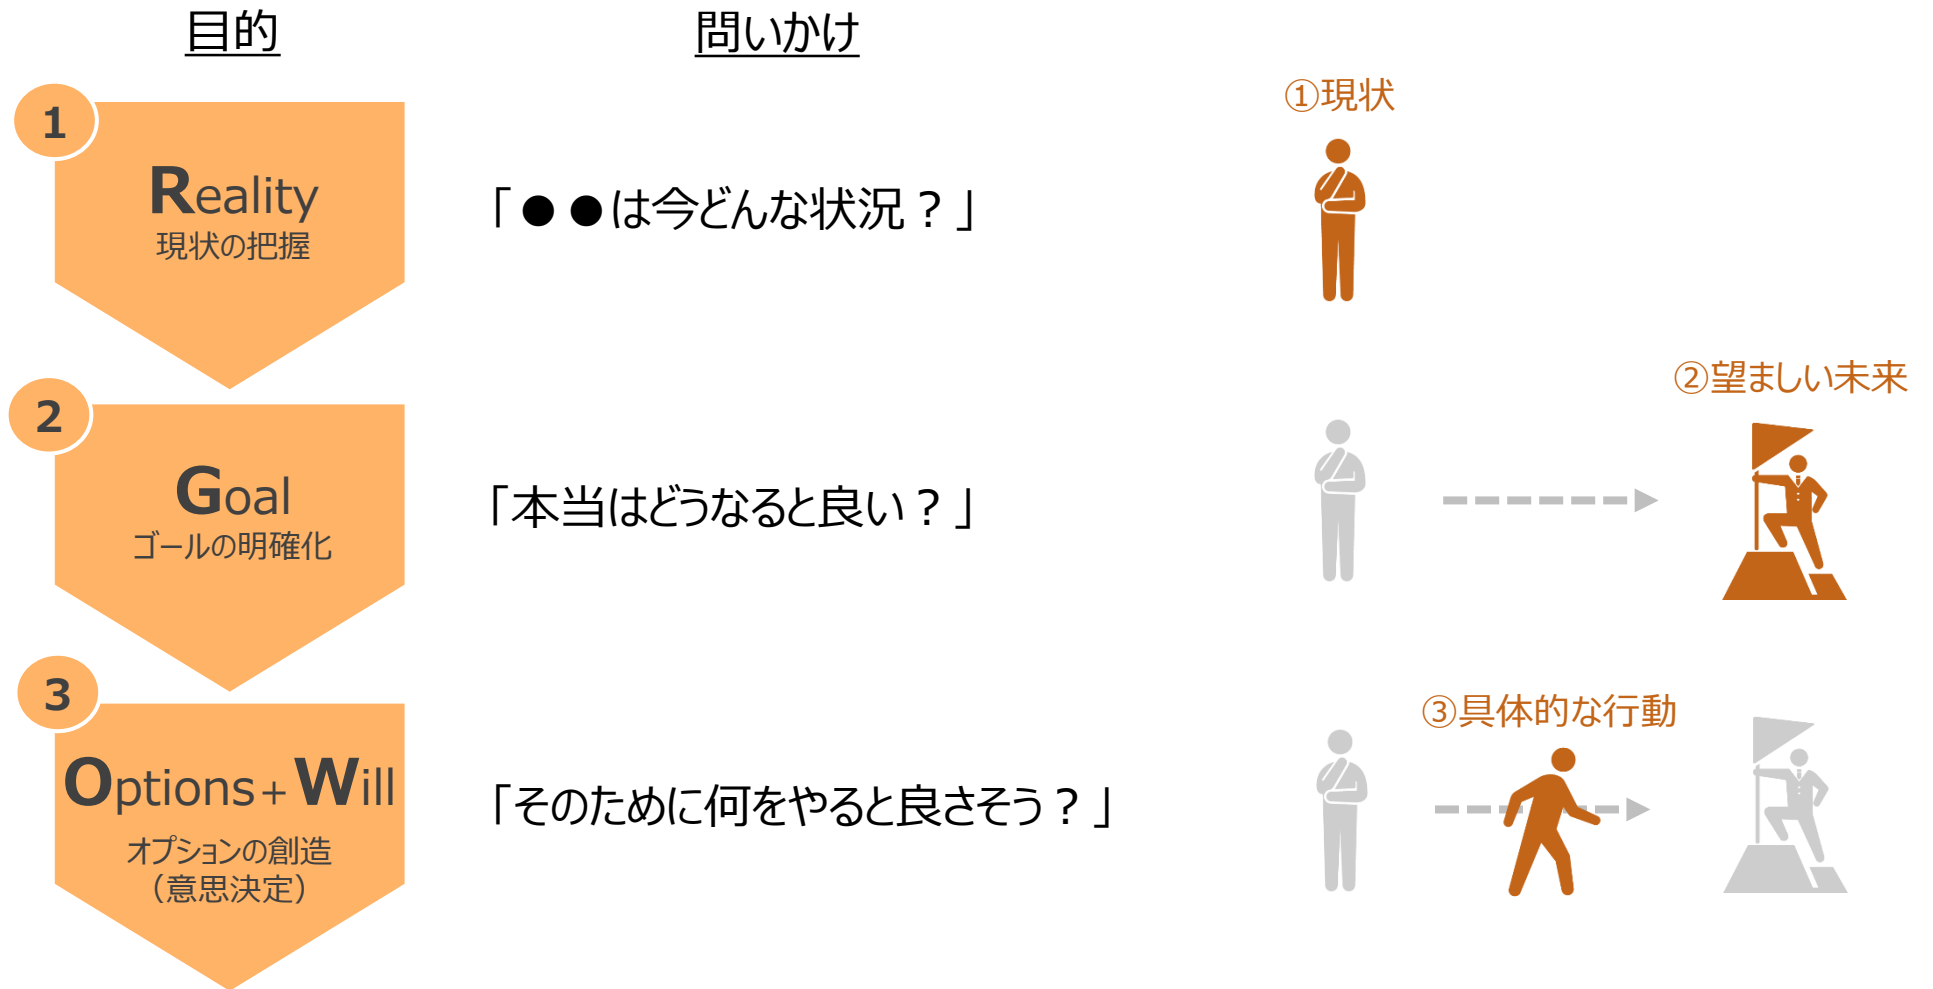 目的
問いかけ
1
Reality
現状の把握
「●●は今どんな状況？」
①現状
2
Goal
ゴールの明確化
「本当はどうなると良い？」
②望ましい未来
3
Options+Will
オプションの創造
（意思決定）
「そのために何をやると良さそう？」
③具体的な行動